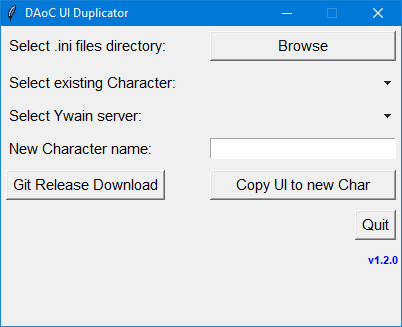 DAoC UI Duplicator
Select .ini files directory: Browse
Select existing Character:
Select Ywain server:
New Character name:
Git Release Download Copy UI to new Char
Quit
v1.2.0